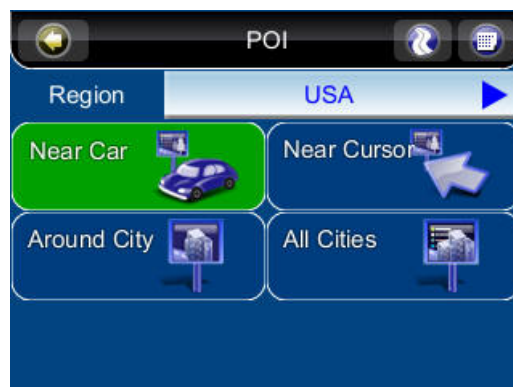 POI
Region USA
Near Car Near Cursor
Around City All Cities